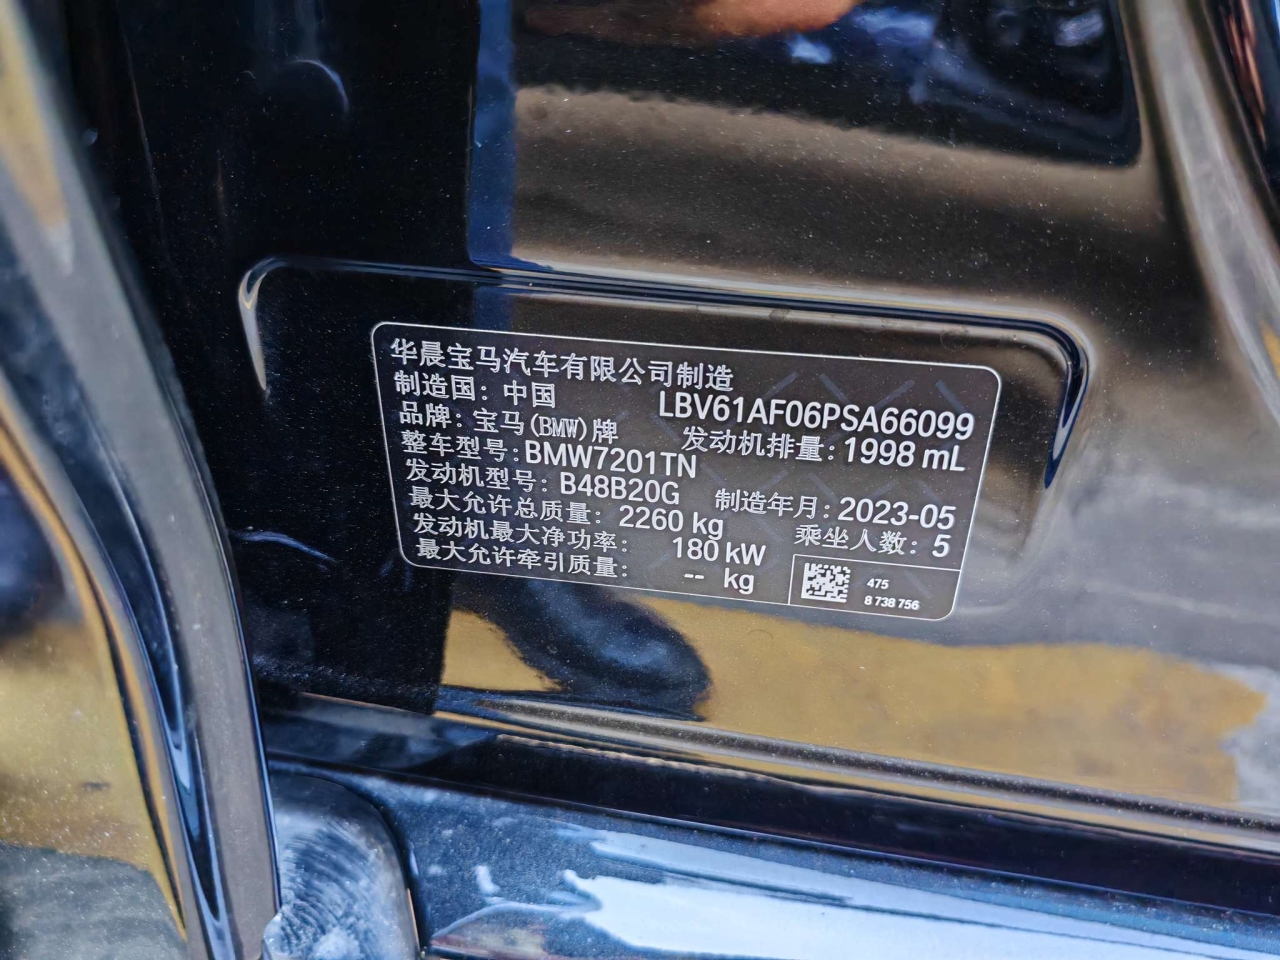 华晨宝马汽车有限公司制造
制造国：中国 LBV61AF06PSA66099
品牌：宝马(BMW)牌 发动机排量：1998 mL
整车型号：BMW7201TN
发动机型号：B48B20G 制造年月：2023-05
最大允许总质量：2260 kg 乘坐人数：5
发动机最大净功率：180 kW
最大允许牵引质量：-- kg
475
8 738 756